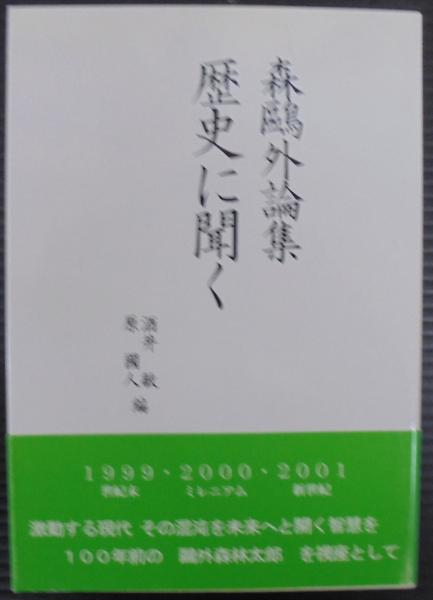 森鷗外論集
歴史に聞く
酒井 敏
原 國人 編
1999・2000・2001
世紀末 ミレニアム 新世紀
激動する現代 その混沌を未来へと開く智慧を
100年前の 鷗外森林太郎 を視座として